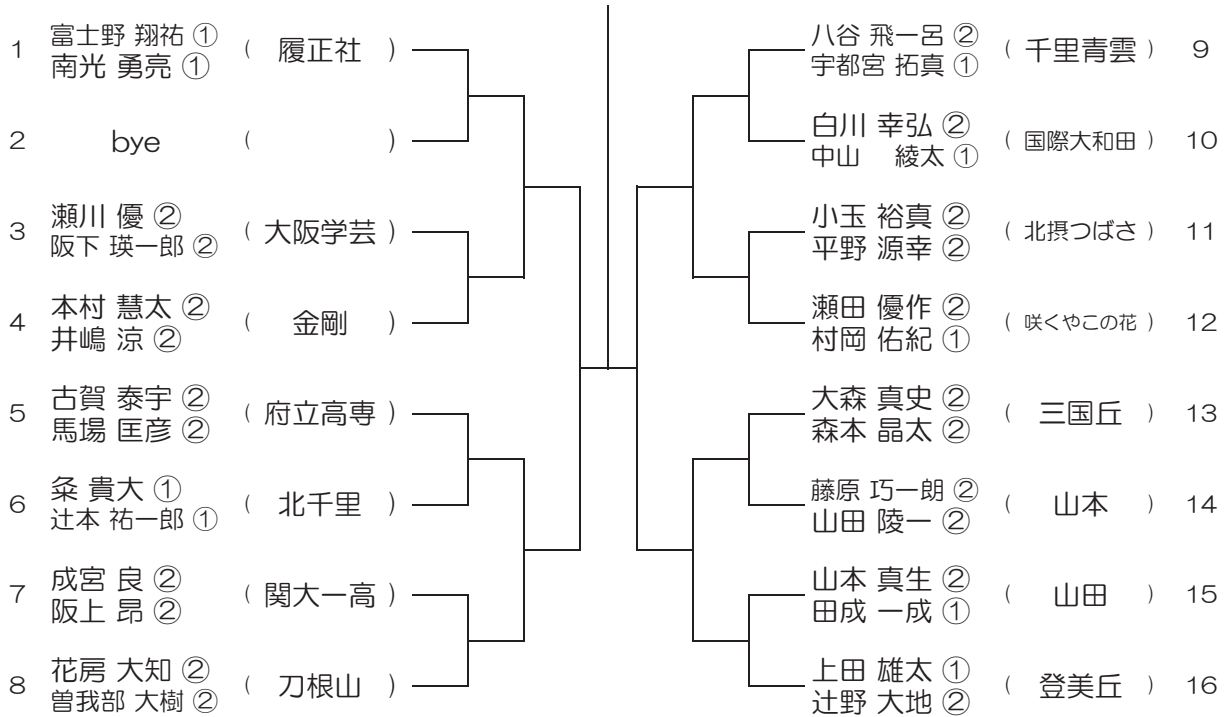 1 富士野 翔祐 ① ( 履正社 )
南光 勇亮 ①
2 bye ( )
3 瀬川 優 ② ( 大阪学芸 )
阪下 瑛一郎 ②
4 本村 慧太 ② ( 金剛 )
井嶋 涼 ②
5 古賀 泰宇 ② ( 府立高専 )
馬場 匡彦 ②
6 粂 貴大 ① ( 北千里 )
辻本 祐一郎 ①
7 成宮 良 ② ( 関大一高 )
阪上 昂 ②
8 花房 大知 ② ( 刀根山 )
曽我部 大樹 ②
八谷 飛一呂 ② ( 千里青雲 ) 9
宇都宮 拓真 ①
白川 幸弘 ② ( 国際大和田 ) 10
中山 綾太 ①
小玉 裕真 ② ( 北摂つばさ ) 11
平野 源幸 ②
瀬田 優作 ② ( 咲くやこの花 ) 12
村岡 佑紀 ①
大森 真史 ② ( 三国丘 ) 13
森本 晶太 ②
藤原 巧一朗 ② ( 山本 ) 14
山田 陵一 ②
山本 真生 ② ( 山田 ) 15
田成 一成 ①
上田 雄太 ① ( 登美丘 ) 16
辻野 大地 ②